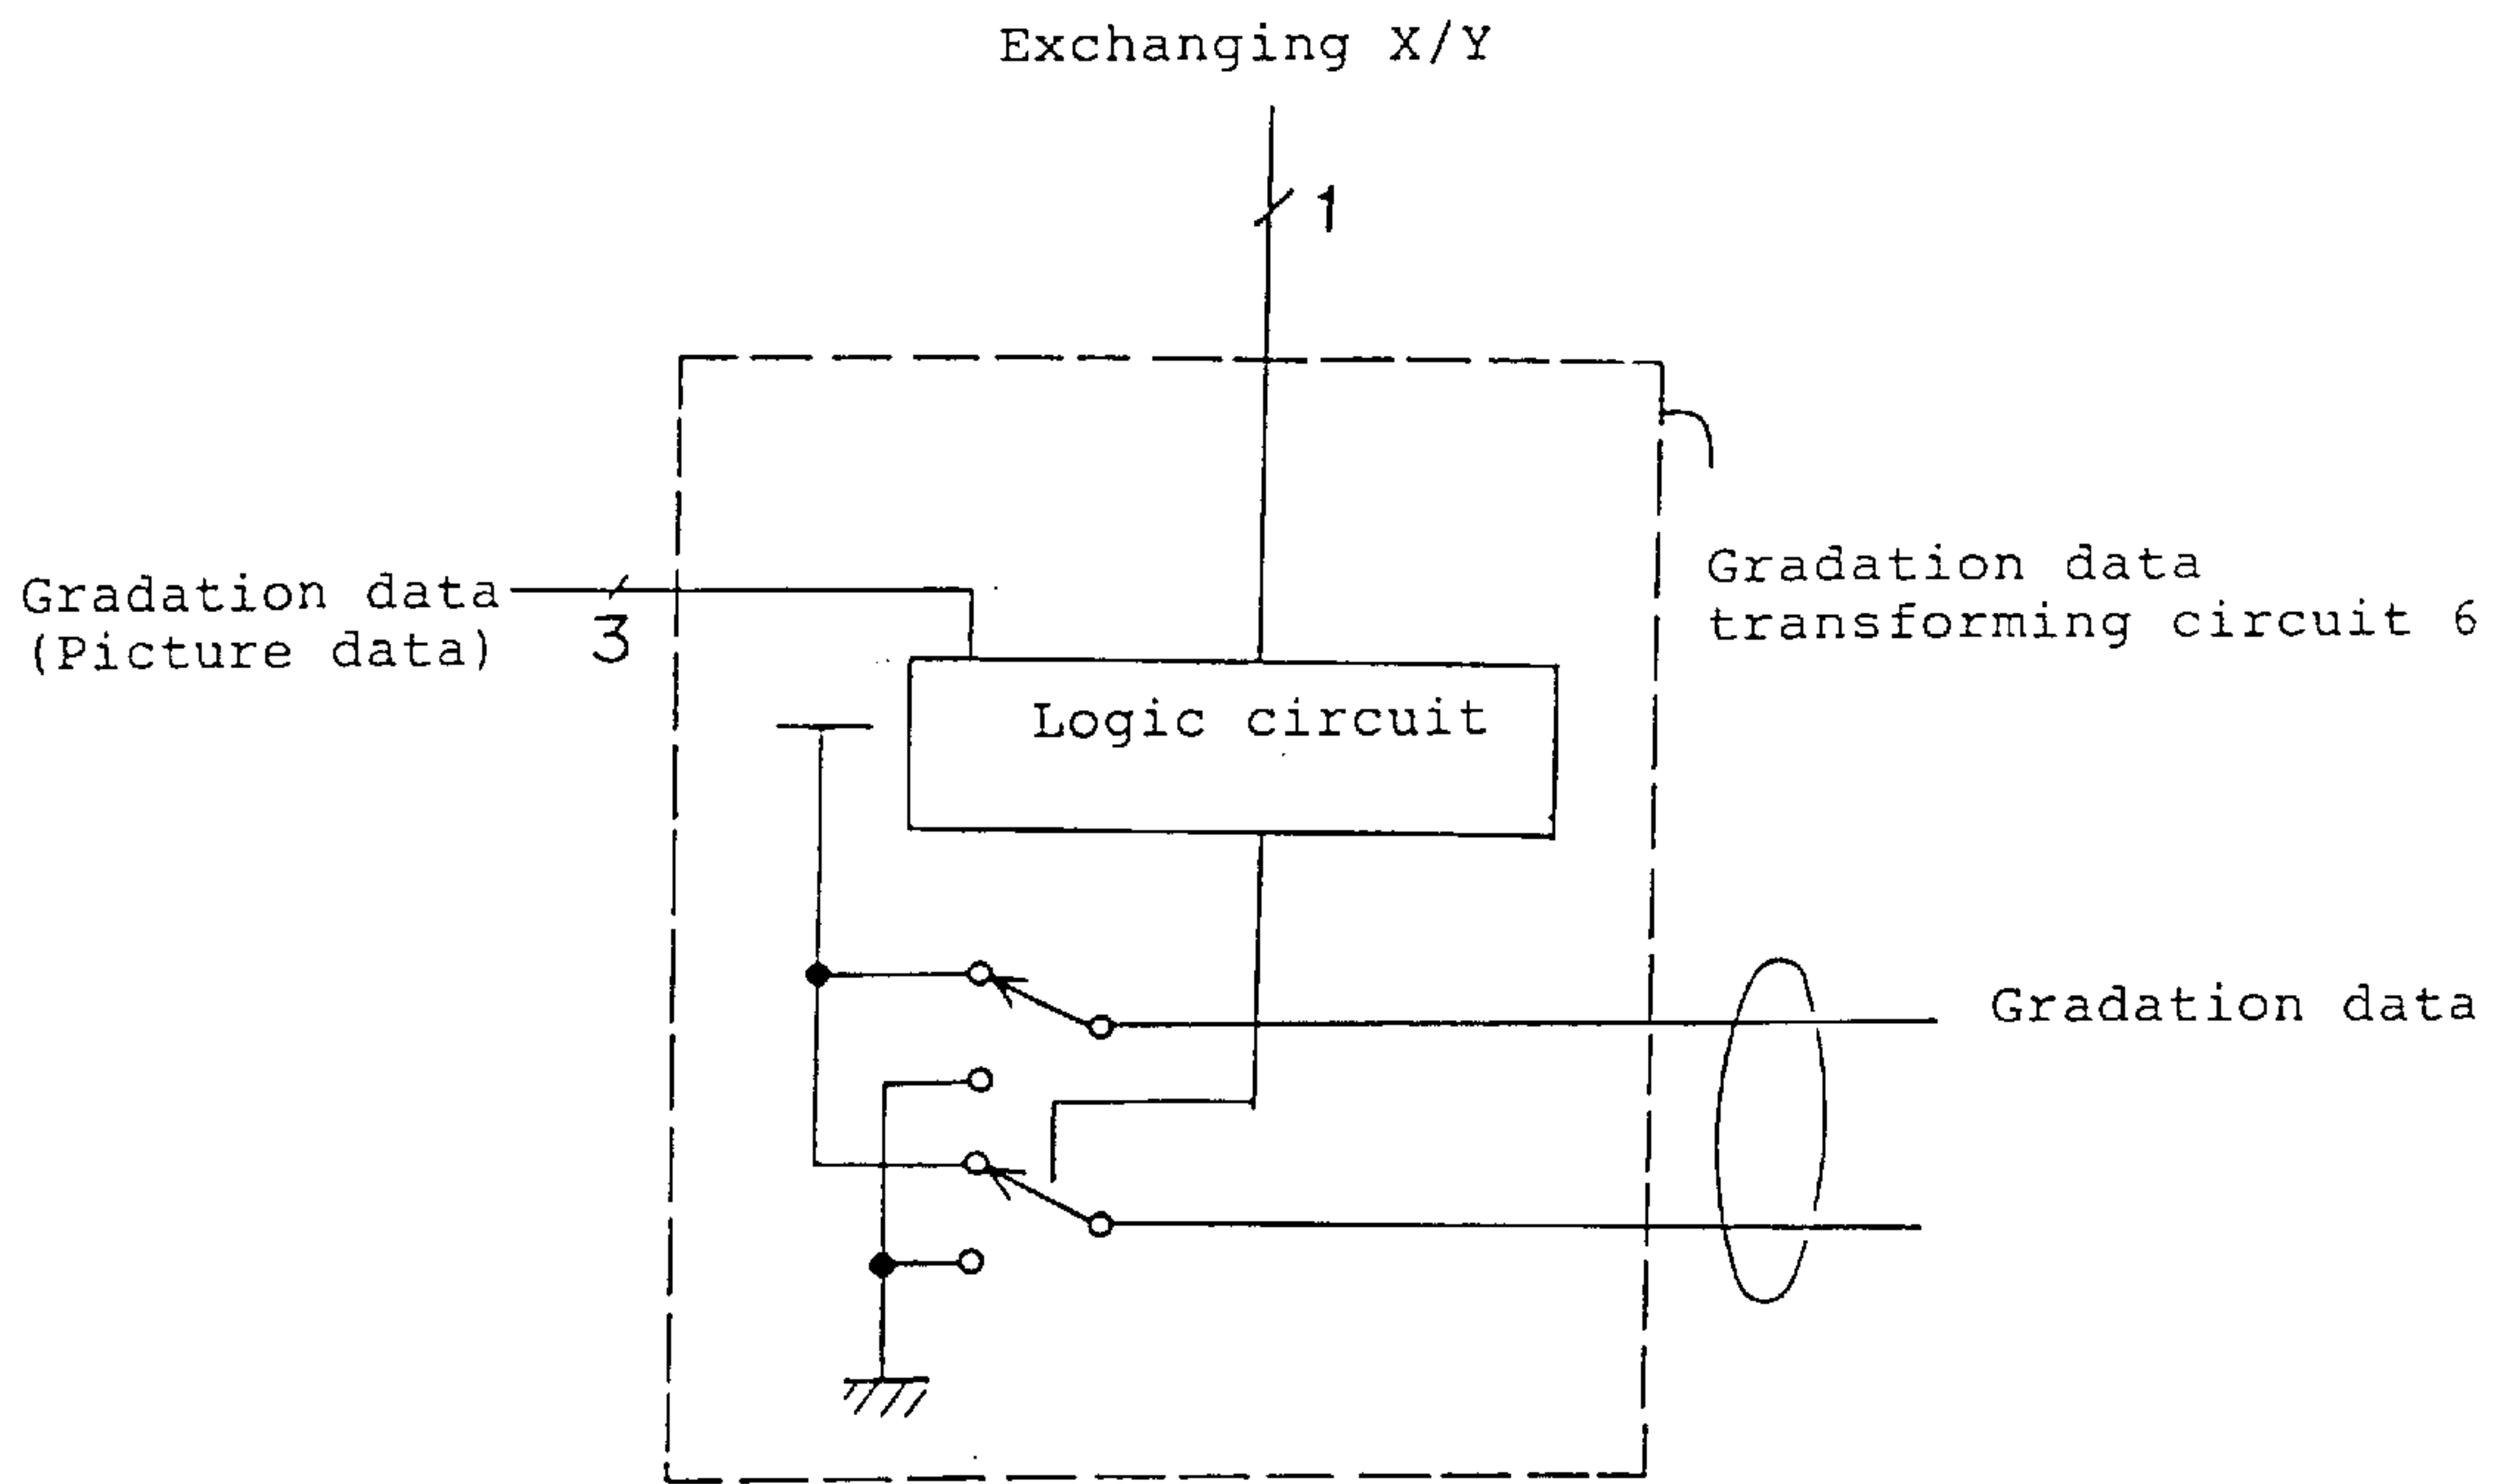 Exchanging X/Y
1
Gradation data
(Picture data)
3
Gradation data
transforming circuit 6
Logic circuit
Gradation data